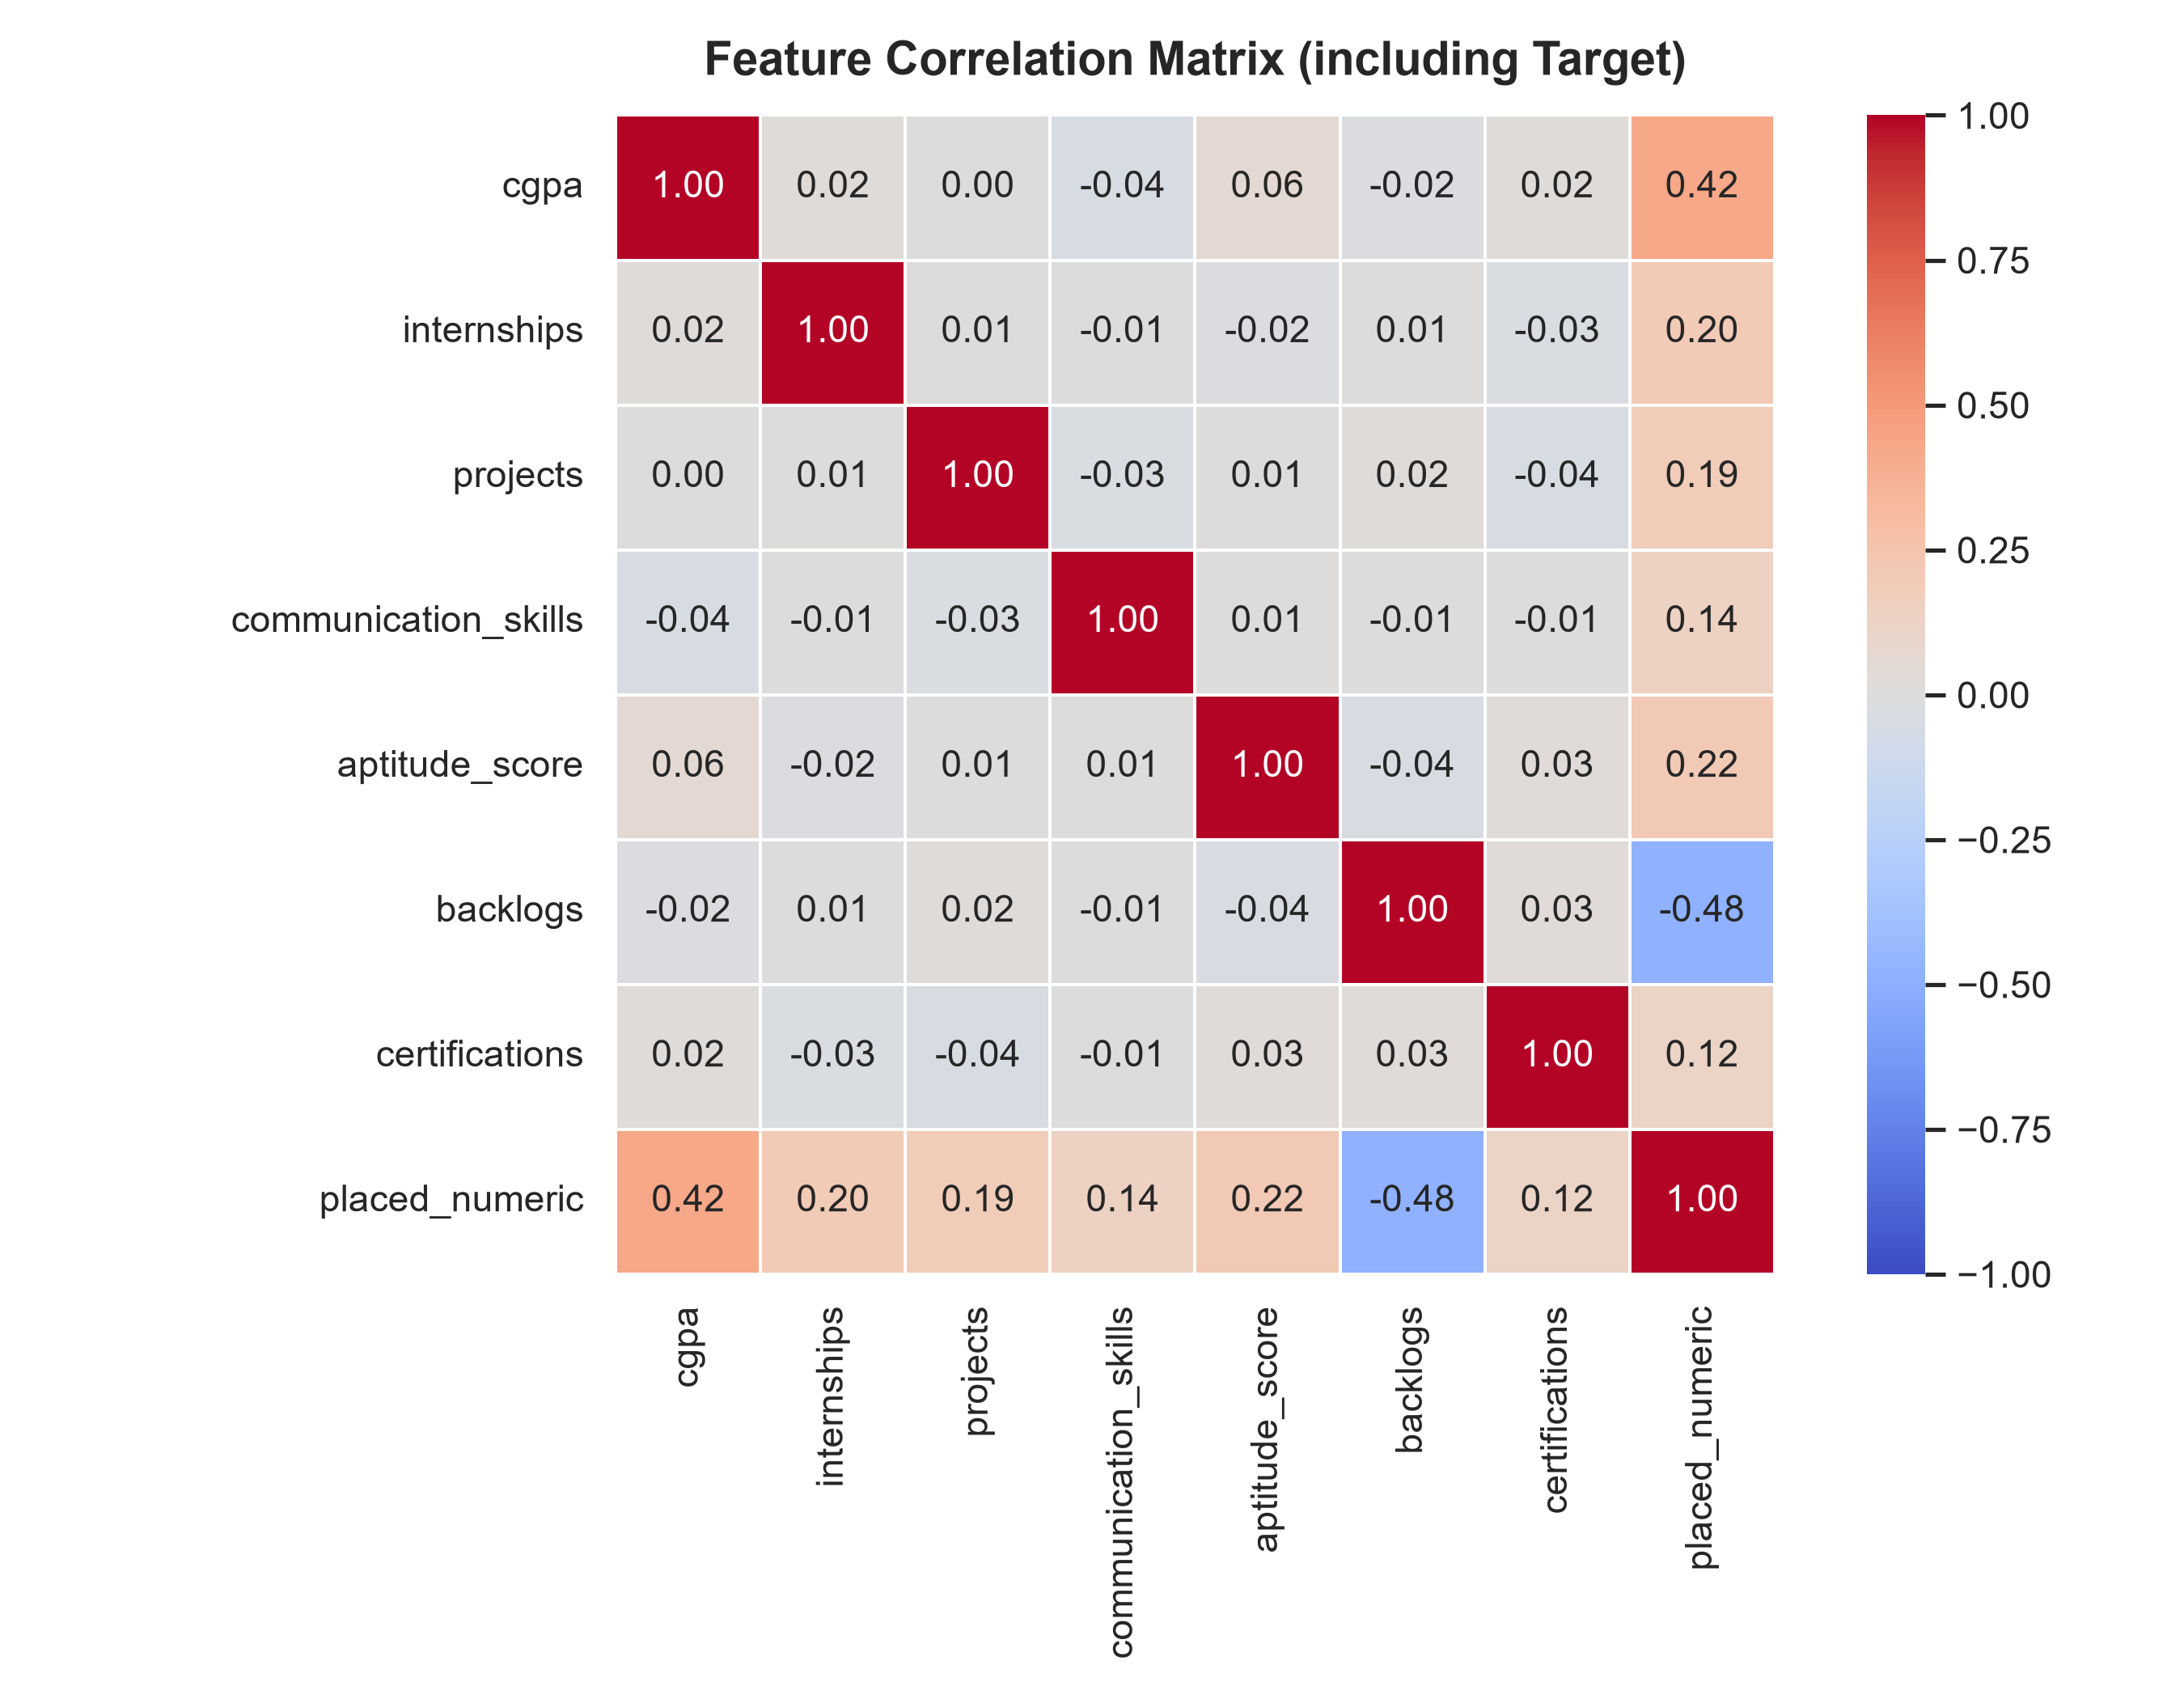 Feature Correlation Matrix (including Target)
cgpa 1.00 0.02 0.00 -0.04 0.06 -0.02 0.02 0.42
internships 0.02 1.00 0.01 -0.01 -0.02 0.01 -0.03 0.20
projects 0.00 0.01 1.00 -0.03 0.01 0.02 -0.04 0.19
communication_skills -0.04 -0.01 -0.03 1.00 0.01 -0.01 -0.01 0.14
aptitude_score 0.06 -0.02 0.01 0.01 1.00 -0.04 0.03 0.22
backlogs -0.02 0.01 0.02 -0.01 -0.04 1.00 0.03 -0.48
certifications 0.02 -0.03 -0.04 -0.01 0.03 0.03 1.00 0.12
placed_numeric 0.42 0.20 0.19 0.14 0.22 -0.48 0.12 1.00
cgpa
internships
projects
communication_skills
aptitude_score
backlogs
certifications
placed_numeric
1.00
0.75
0.50
0.25
0.00
−0.25
−0.50
−0.75
−1.00